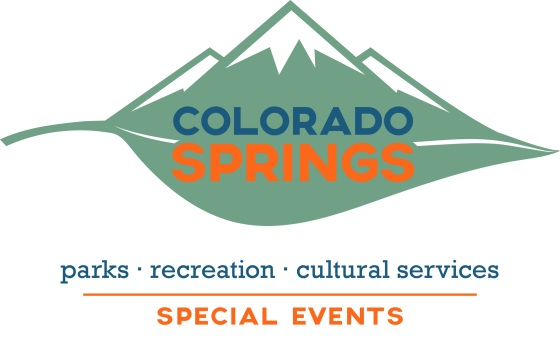 COLORADO
SPRINGS
parks · recreation · cultural services
SPECIAL EVENTS